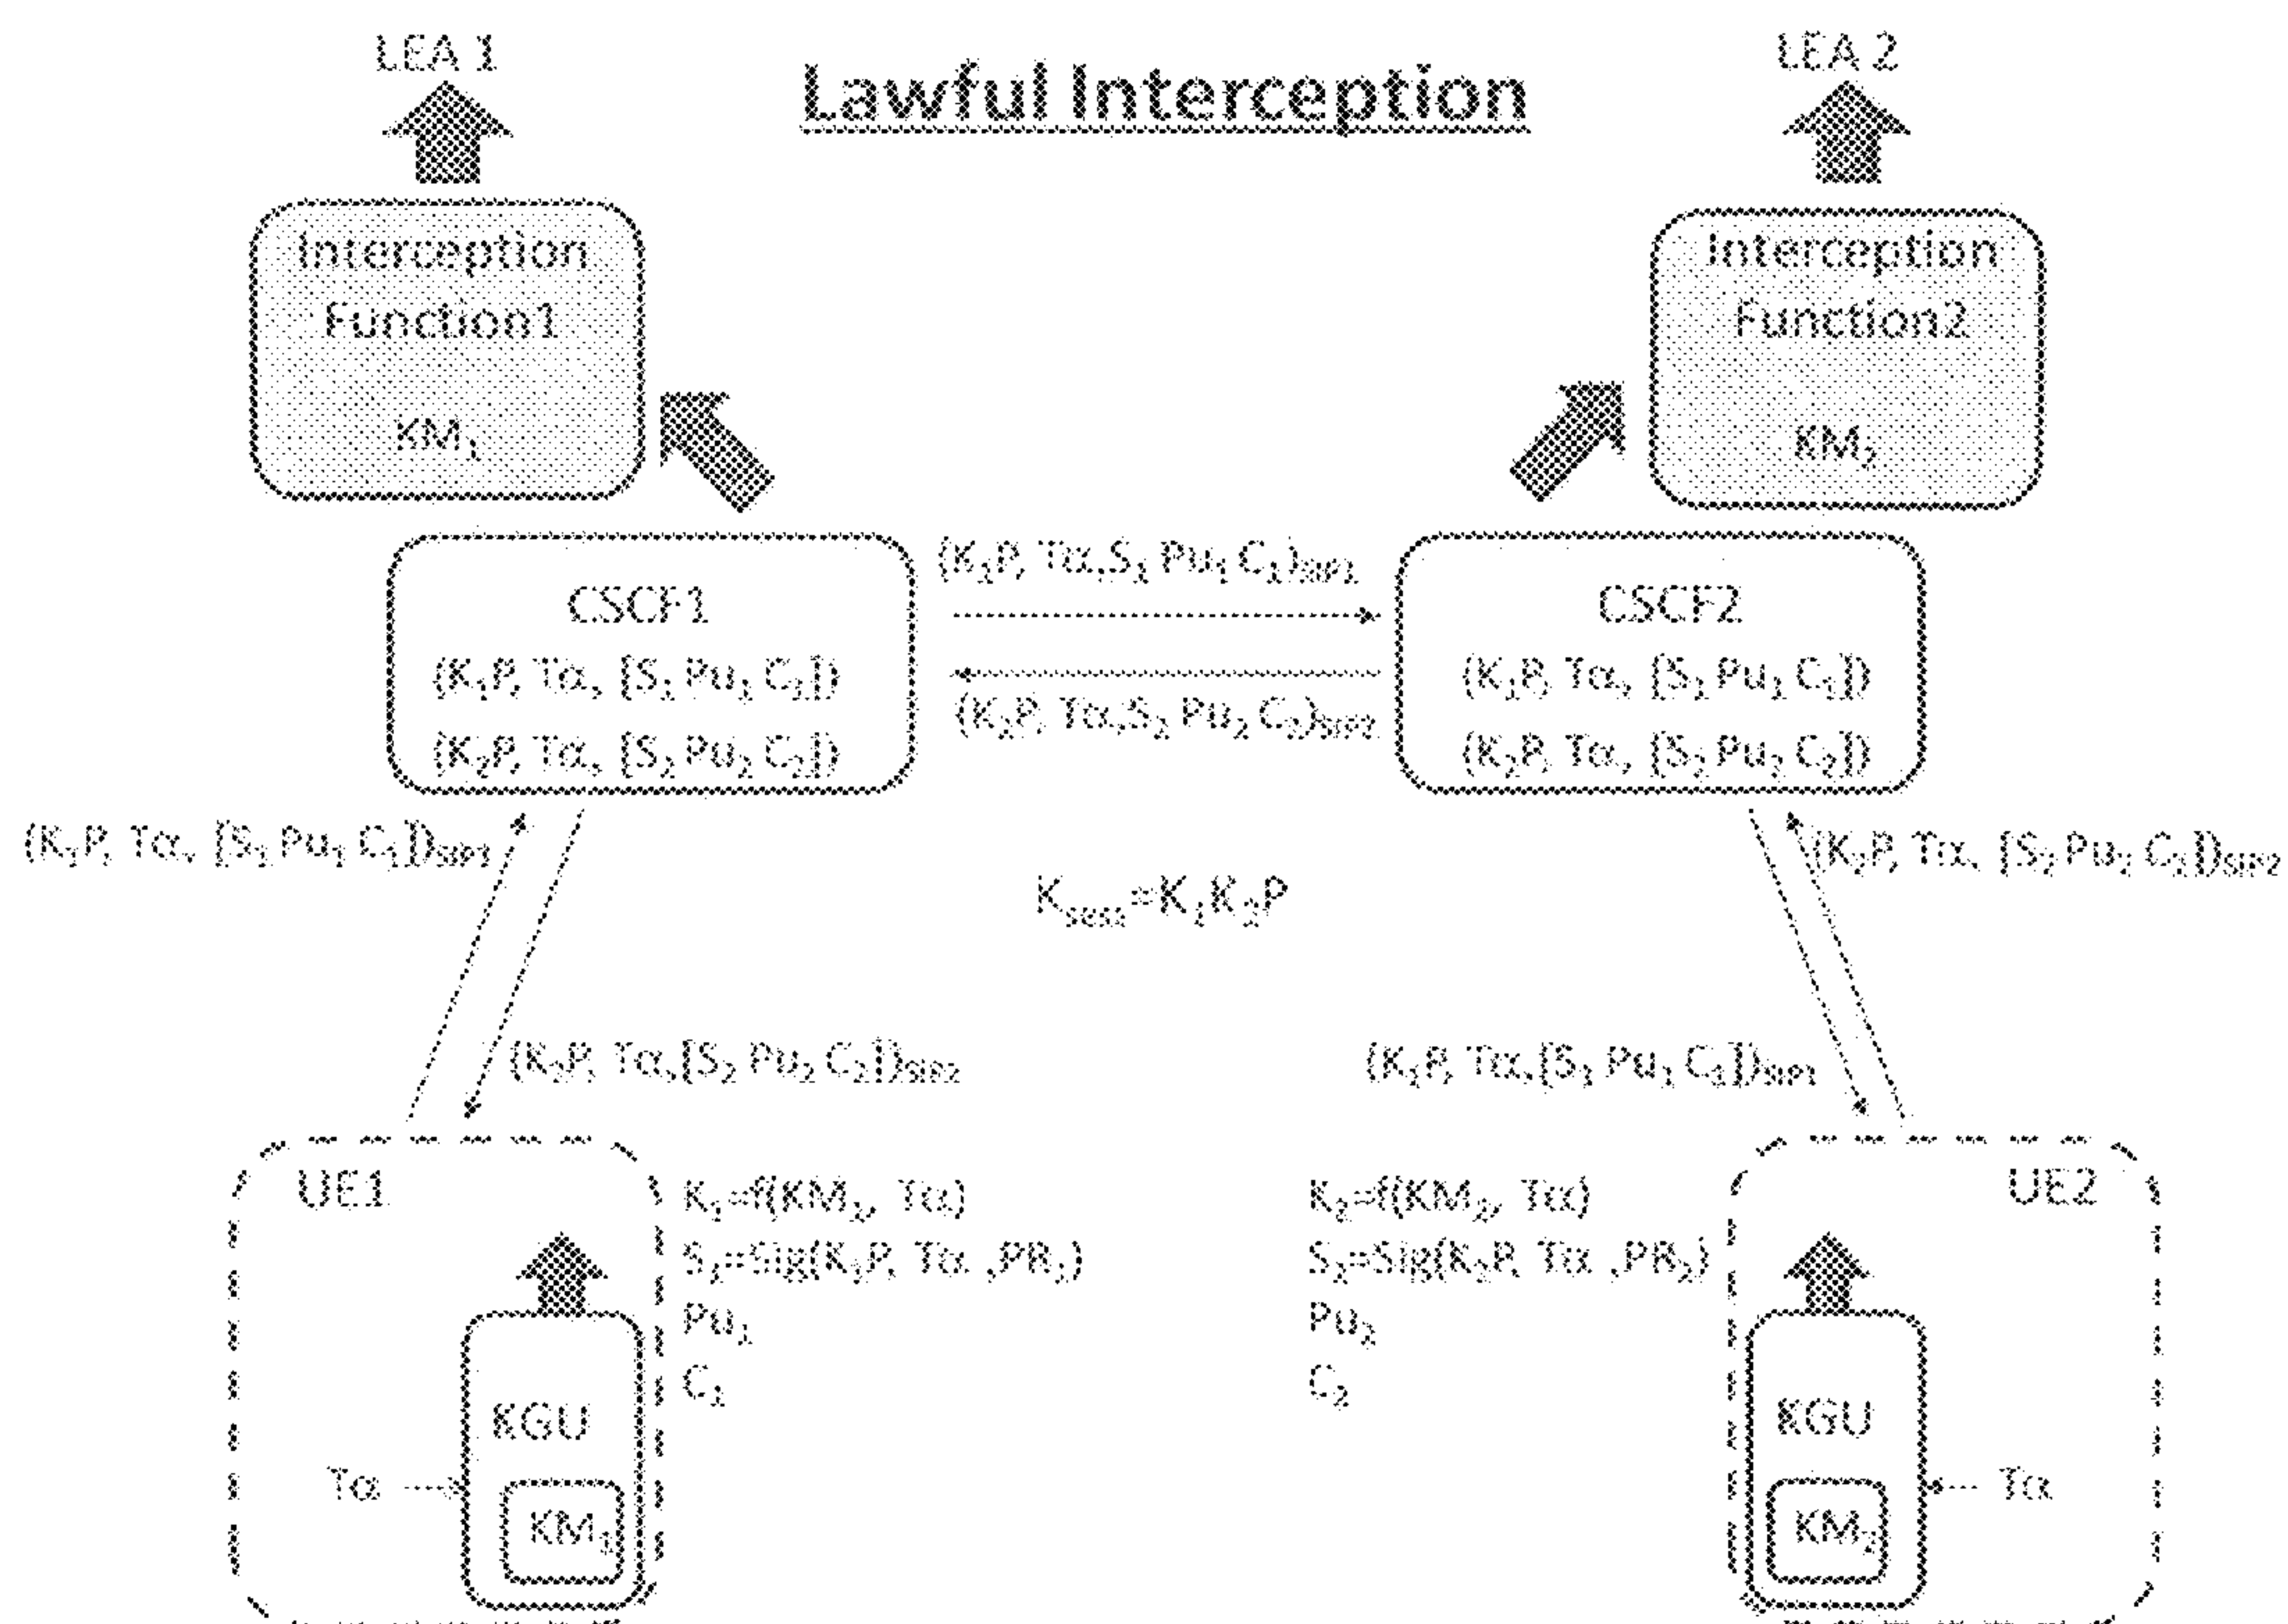 LEA 1
Lawful Interception
LEA 2
Interception
Function1
KM₁
Interception
Function2
KM₂
CSCF1
(K₁P, Tα, [S₁ Pu₁ C₁])
(K₂P, Tα, [S₂ Pu₂ C₂])
(K₁P, Tα,S₁ Pu₁ C₁)SIP1
(K₂P, Tα,S₂ Pu₂ C₂)SIP2
CSCF2
(K₁P, Tα, [S₁ Pu₁ C₁])
(K₂P, Tα, [S₂ Pu₂ C₂])
(K₁P, Tα, [S₁ Pu₁ C₁])SIP1
(K₂P, Tα, [S₂ Pu₂ C₂])SIP2
Ksess=K₁K₂P
(K₂P, Tα,[S₂ Pu₂ C₂])SIP2
(K₁P, Tα,[S₁ Pu₁ C₁])SIP1
UE1
K₁=f(KM₁, Tα)
S₁=Sig(K₁P, Tα ,PR₁)
Pu₁
C₁
KGU
Tα
KM₁
K₂=f(KM₂, Tα)
S₂=Sig(K₂P, Tα ,PR₂)
Pu₂
C₂
UE2
KGU
Tα
KM₂